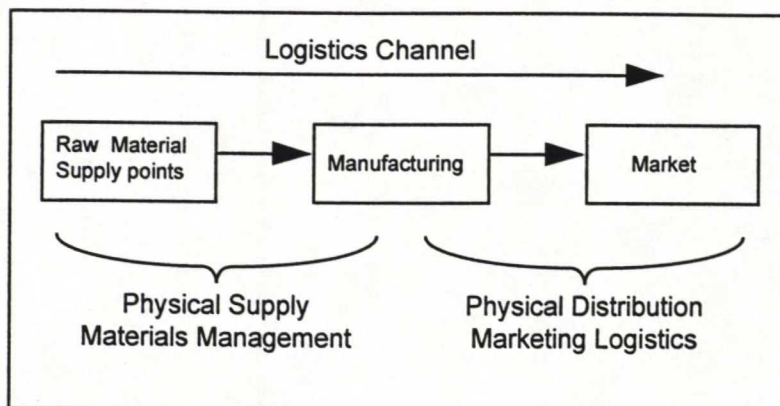 Logistics Channel
Raw Material
Supply points
Manufacturing
Market
Physical Supply
Materials Management
Physical Distribution
Marketing Logistics